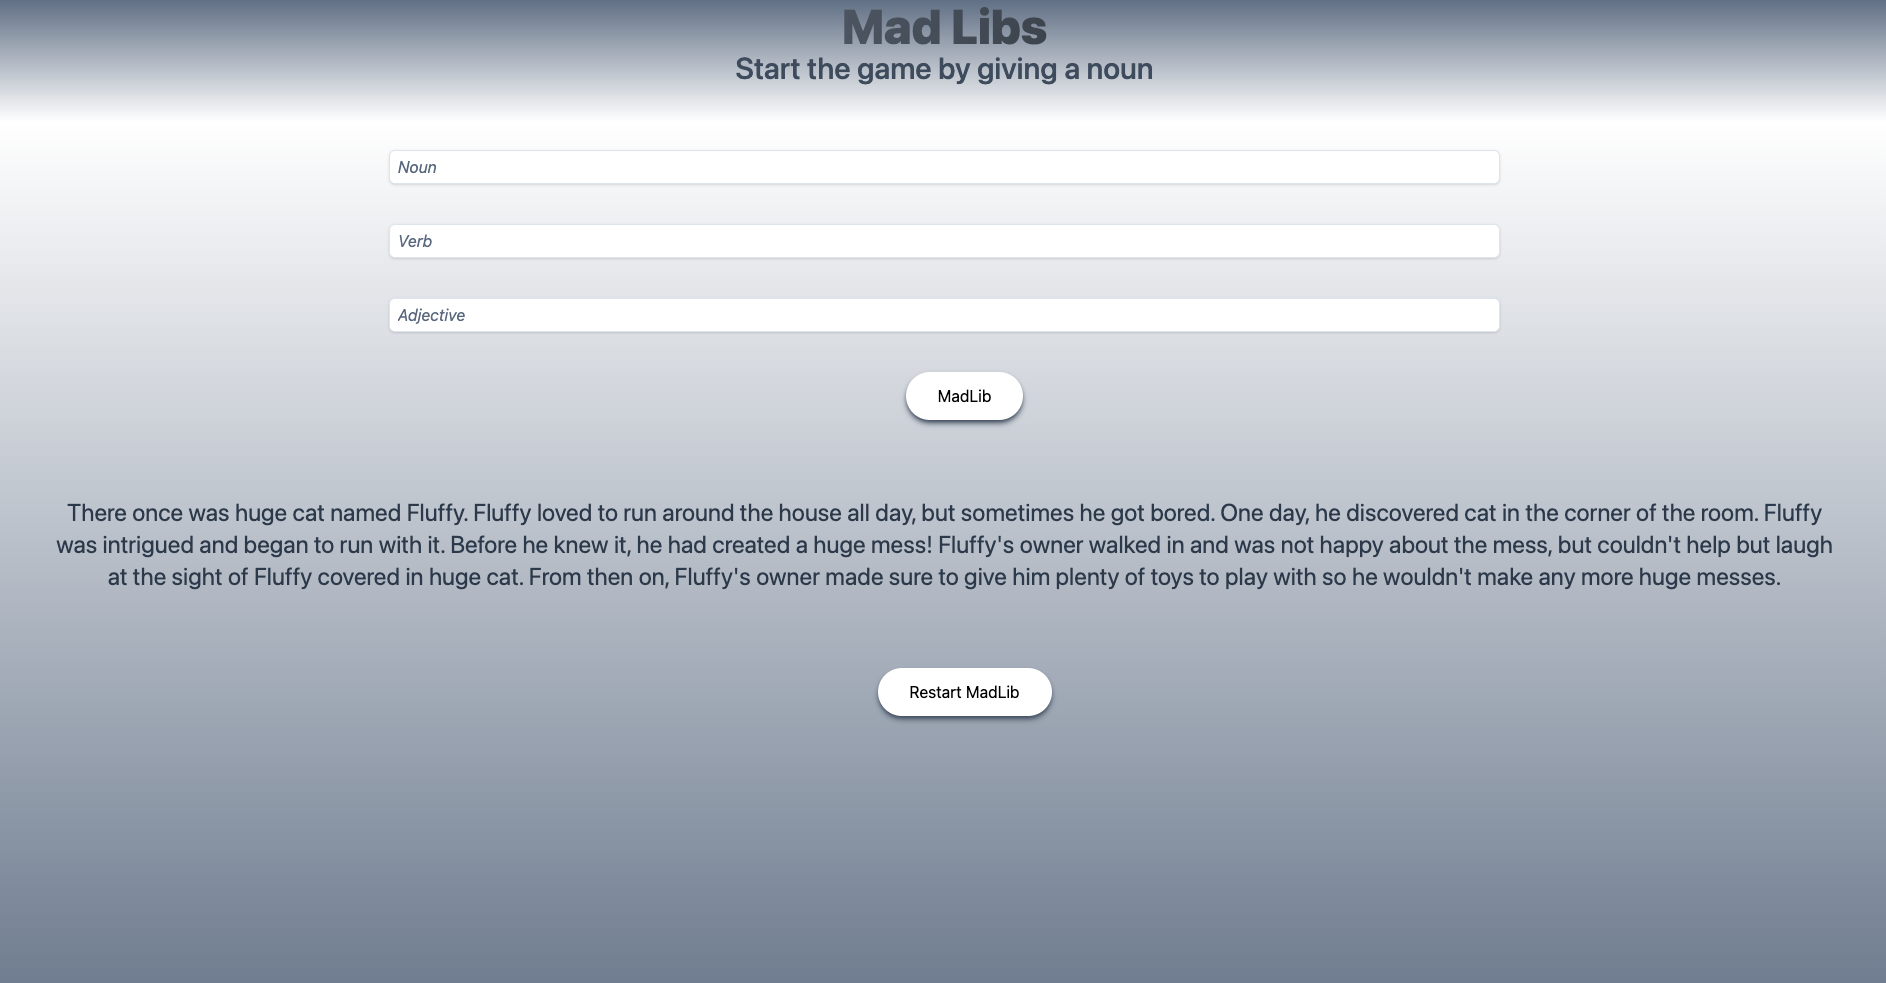 Mad Libs
Start the game by giving a noun
Noun
Verb
Adjective
MadLib
There once was huge cat named Fluffy. Fluffy loved to run around the house all day, but sometimes he got bored. One day, he discovered cat in the corner of the room. Fluffy
was intrigued and began to run with it. Before he knew it, he had created a huge mess! Fluffy's owner walked in and was not happy about the mess, but couldn't help but laugh
at the sight of Fluffy covered in huge cat. From then on, Fluffy's owner made sure to give him plenty of toys to play with so he wouldn't make any more huge messes.
Restart MadLib